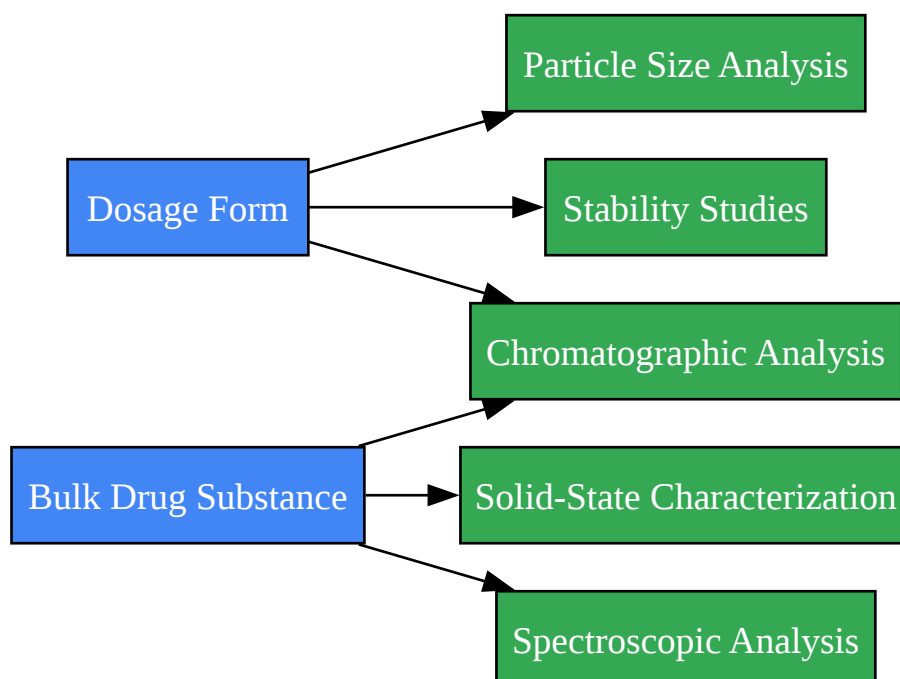 Particle Size Analysis
Dosage Form
Stability Studies
Chromatographic Analysis
Bulk Drug Substance
Solid-State Characterization
Spectroscopic Analysis